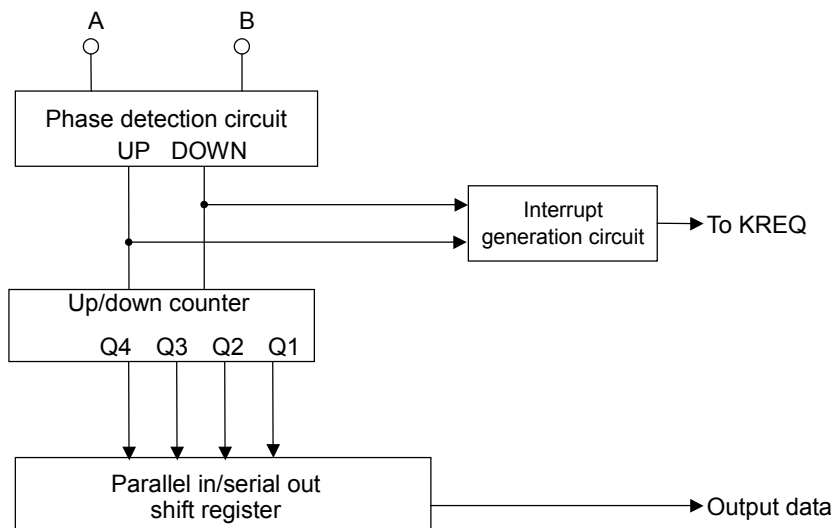 A B
Phase detection circuit
UP DOWN
Interrupt
generation circuit
To KREQ
Up/down counter
Q4 Q3 Q2 Q1
Parallel in/serial out
shift register
Output data